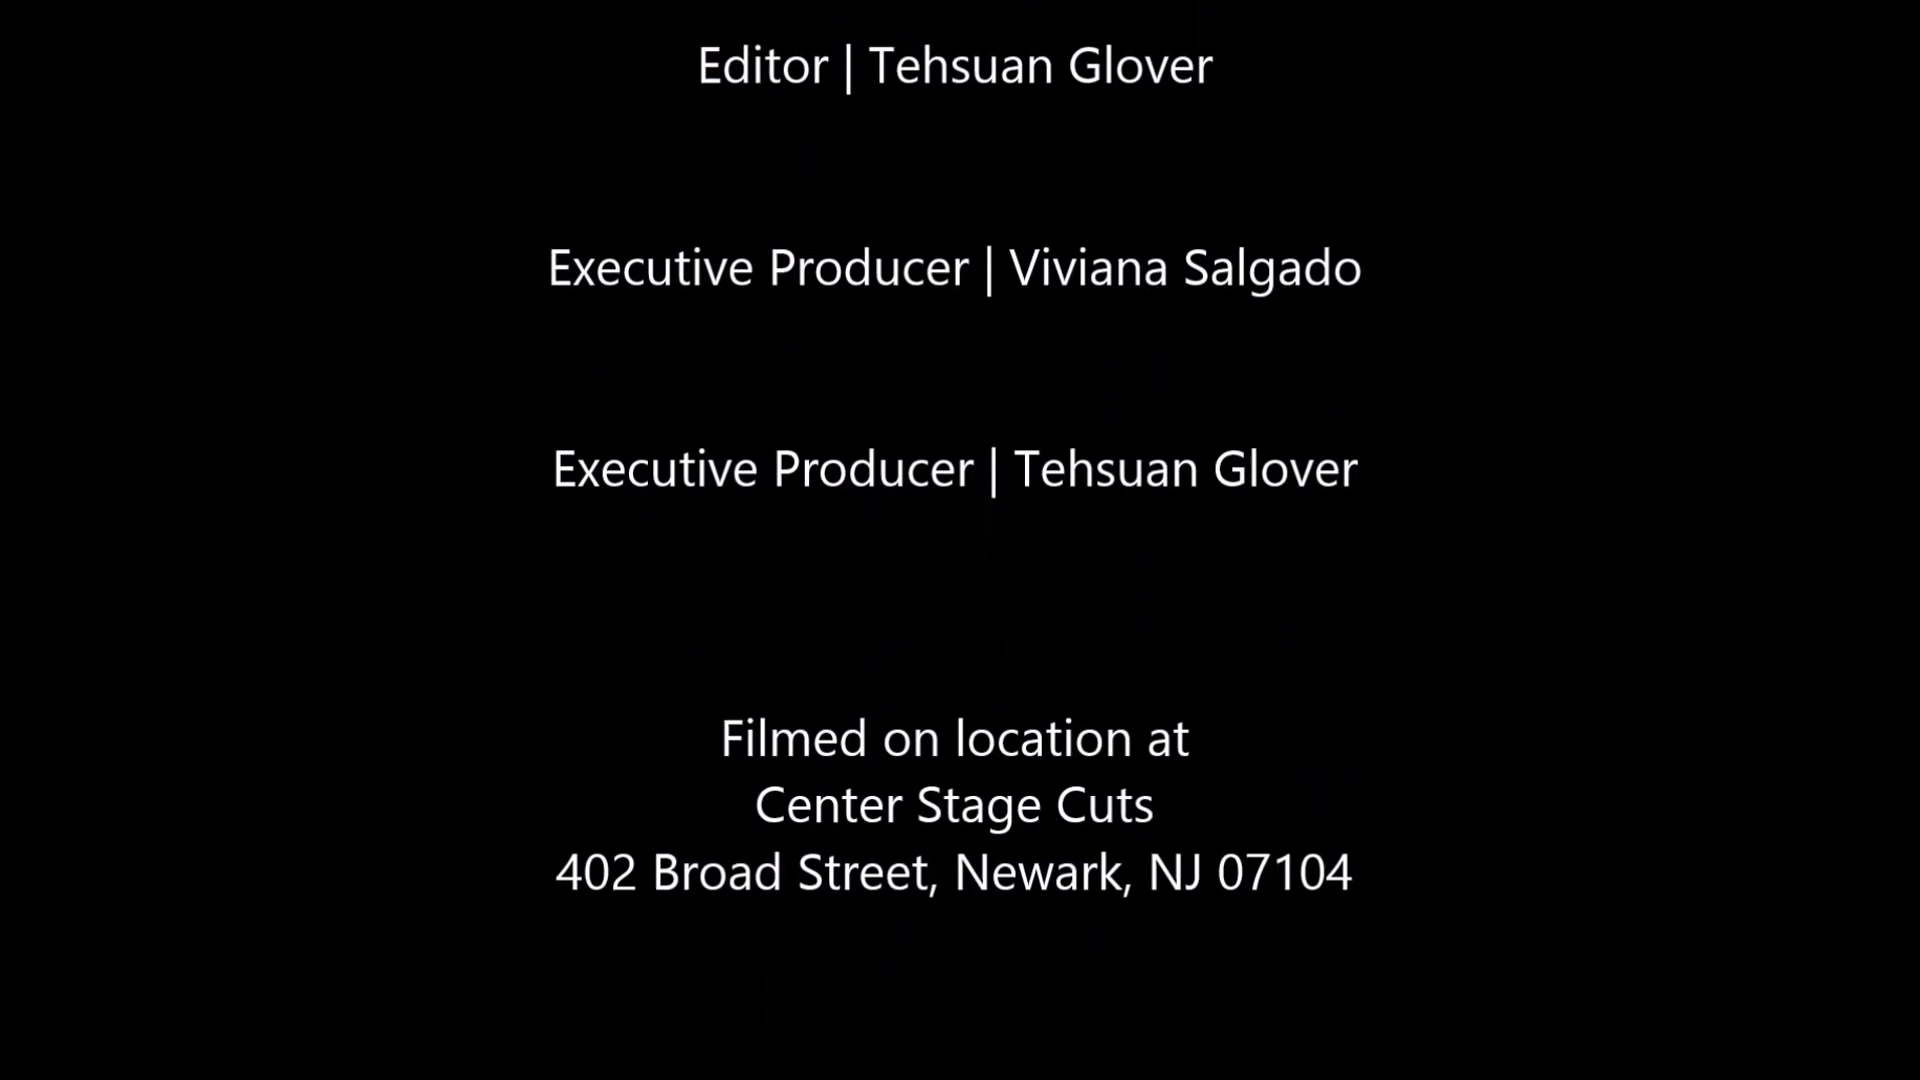 Editor | Tehsuan Glover
Executive Producer | Viviana Salgado
Executive Producer | Tehsuan Glover
Filmed on location at
Center Stage Cuts
402 Broad Street, Newark, NJ 07104